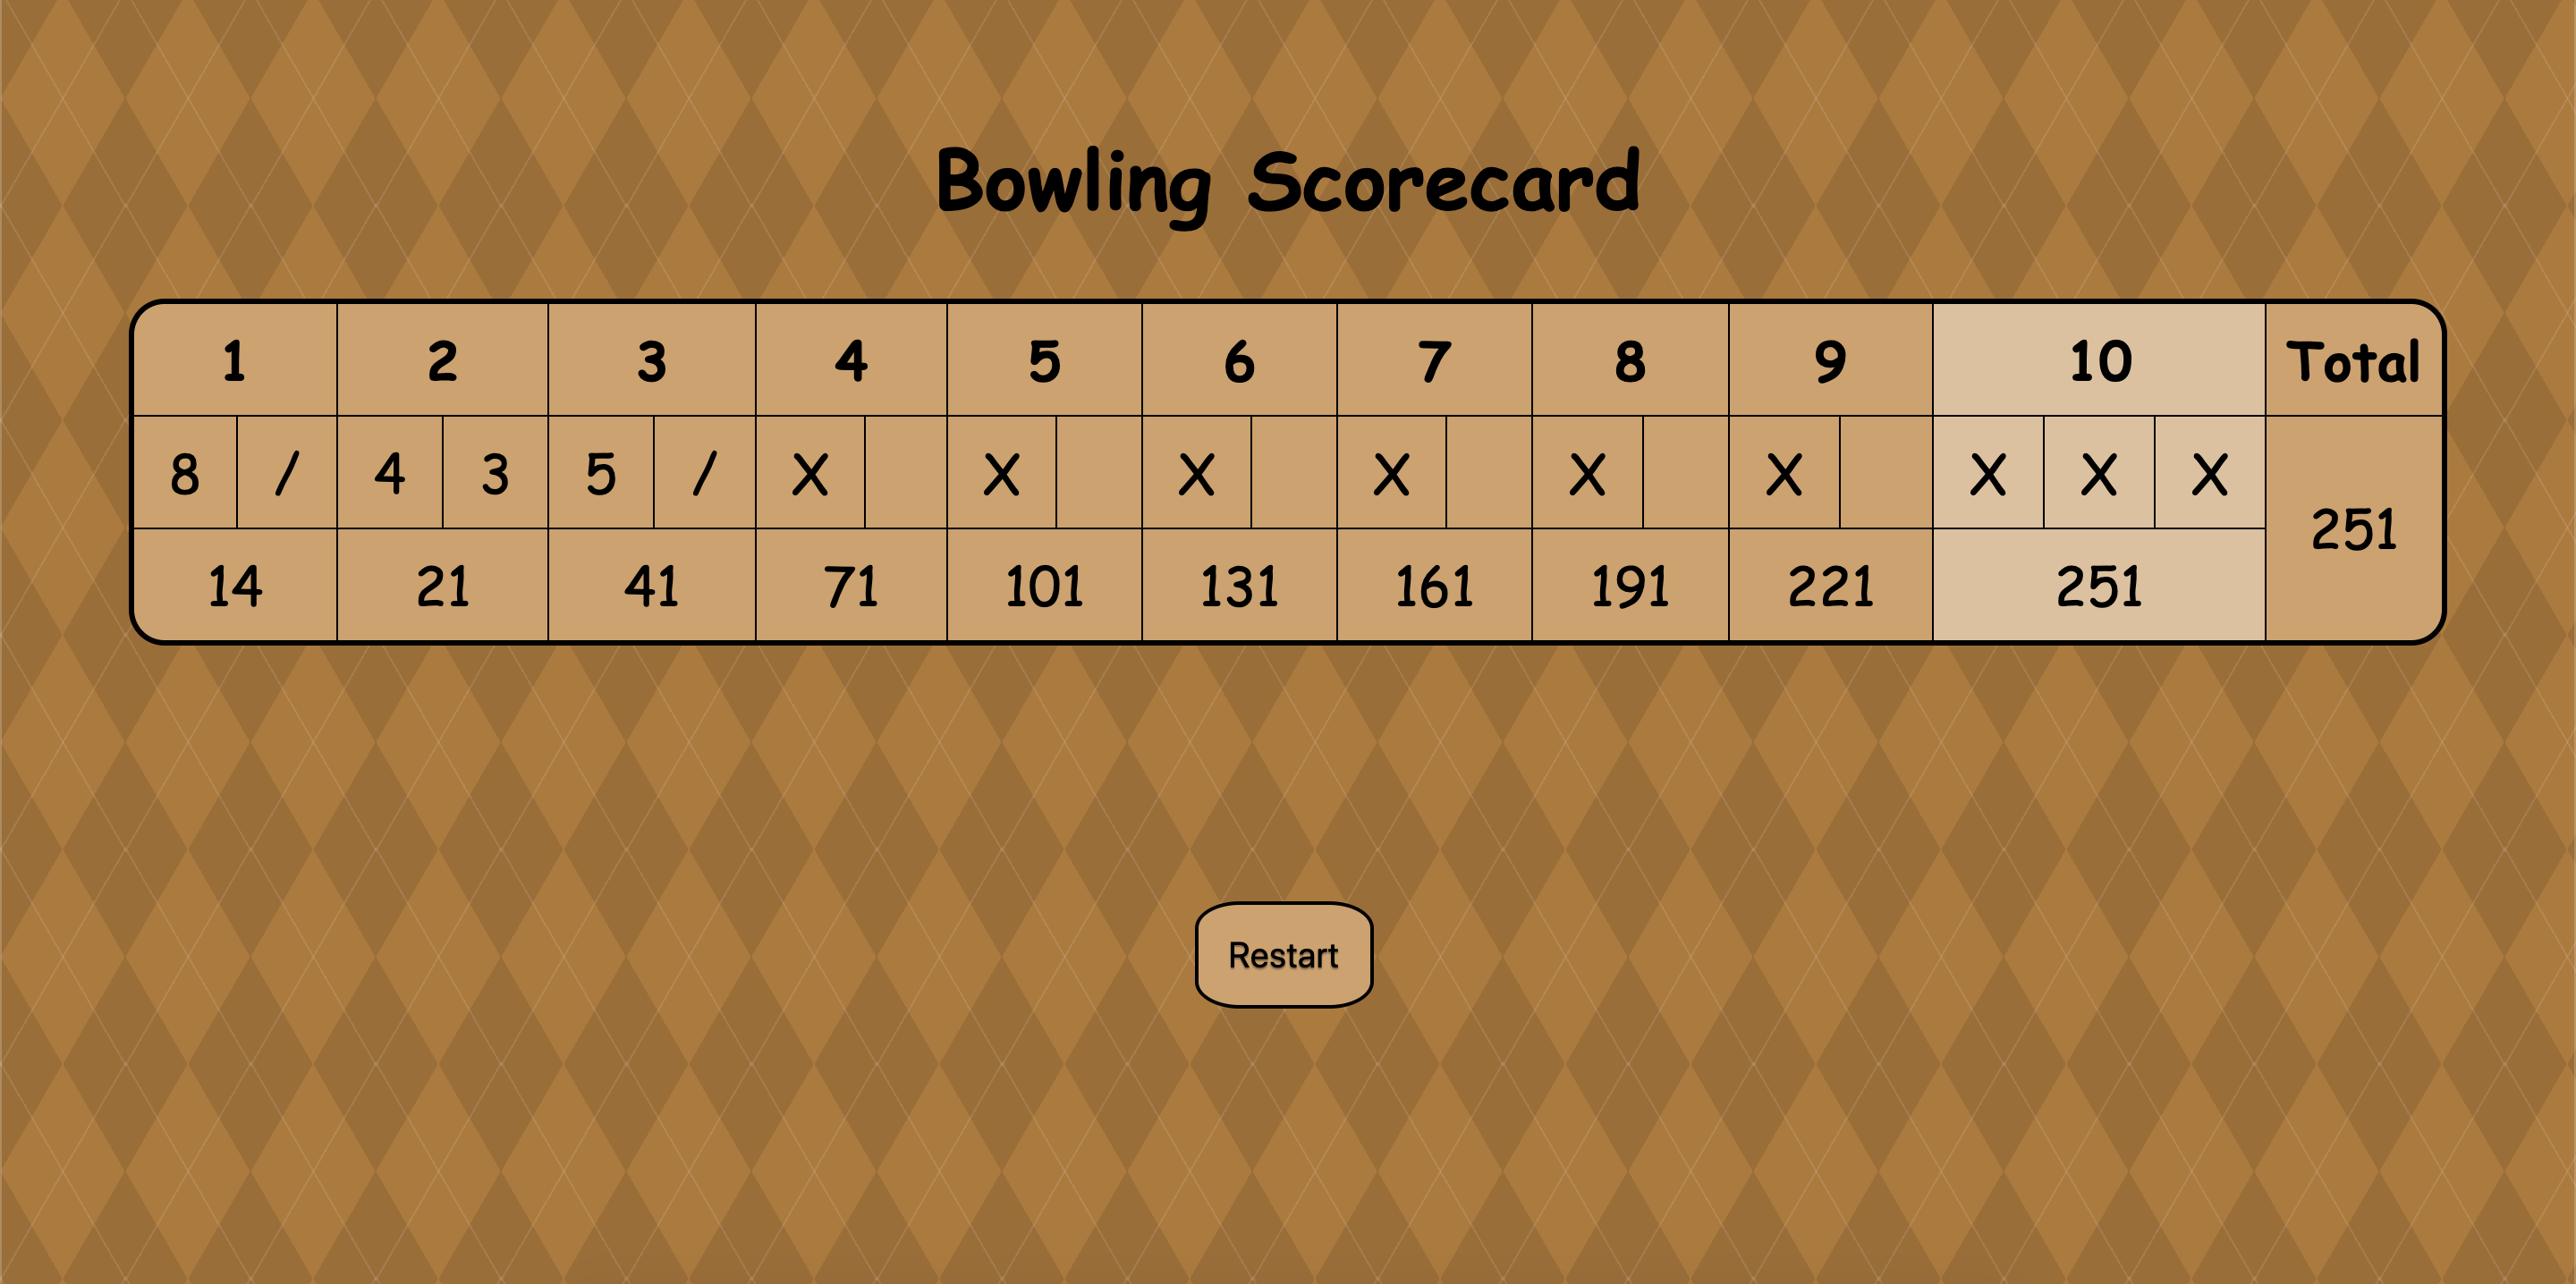 Bowling Scorecard
1 2 3 4 5 6 7 8 9 10 Total
8 / 4 3 5 / X X X X X X X X X
251
14 21 41 71 101 131 161 191 221 251
Restart